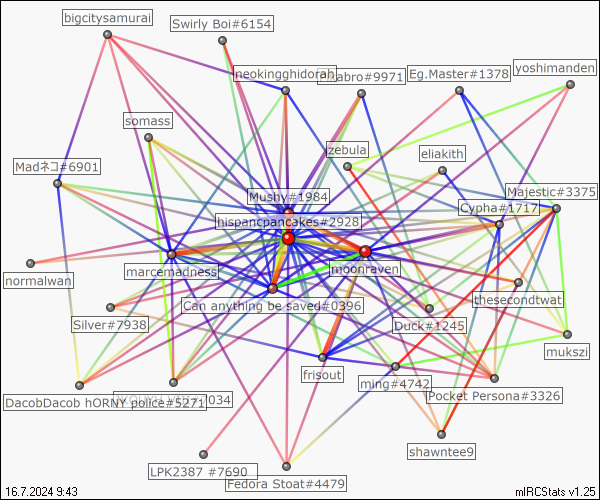 bigcitysamurai
Swirly Boi#6154
neokingghidorah
abro#9971
Eg.Master#1378
yoshimanden
somass
zebula
eliakith
Madネコ#6901
Mushy#1984
Majestic#3375
Cypha#1717
hispancpancakes#2928
marcemadness
moonraven
normalwan
Can anything be saved#0396
thesecondtwat
Silver#7938
Duck#1245
mukszi
frisout
ming#4742
DacobDacob hORNY police#5271
7034
Pocket Persona#3326
shawntee9
LPK2387 #7690
Fedora Stoat#4479
16.7.2024 9:43
mIRCStats v1.25